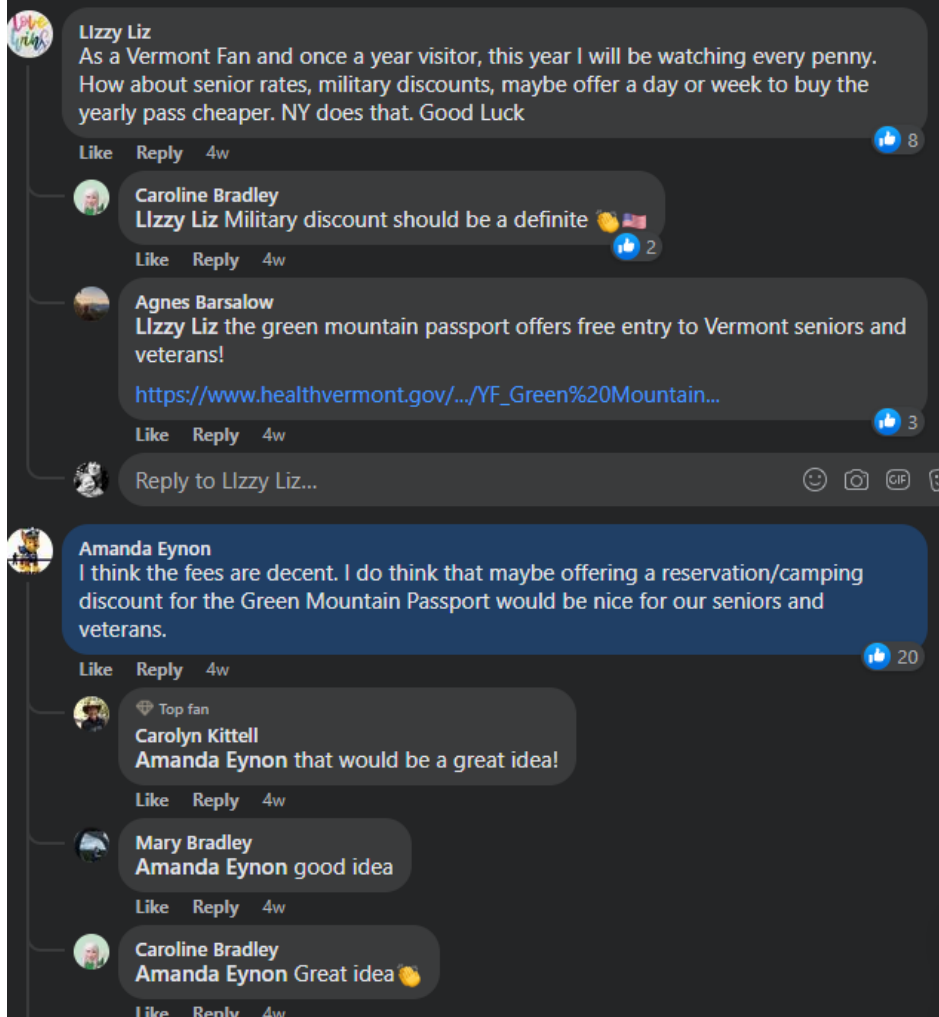 LIzzy Liz
As a Vermont Fan and once a year visitor, this year I will be watching every penny.
How about senior rates, military discounts, maybe offer a day or week to buy the
yearly pass cheaper. NY does that. Good Luck
8
Like Reply 4w
Caroline Bradley
LIzzy Liz Military discount should be a definite 👏🇺🇸
2
Like Reply 4w
Agnes Barsalow
LIzzy Liz the green mountain passport offers free entry to Vermont seniors and
veterans!
https://www.healthvermont.gov/.../YF_Green%20Mountain...
3
Like Reply 4w
Reply to LIzzy Liz...
GIF
Amanda Eynon
I think the fees are decent. I do think that maybe offering a reservation/camping
discount for the Green Mountain Passport would be nice for our seniors and
veterans.
20
Like Reply 4w
Top fan
Carolyn Kittell
Amanda Eynon that would be a great idea!
Like Reply 4w
Mary Bradley
Amanda Eynon good idea
Like Reply 4w
Caroline Bradley
Amanda Eynon Great idea👏
Like Reply 4w